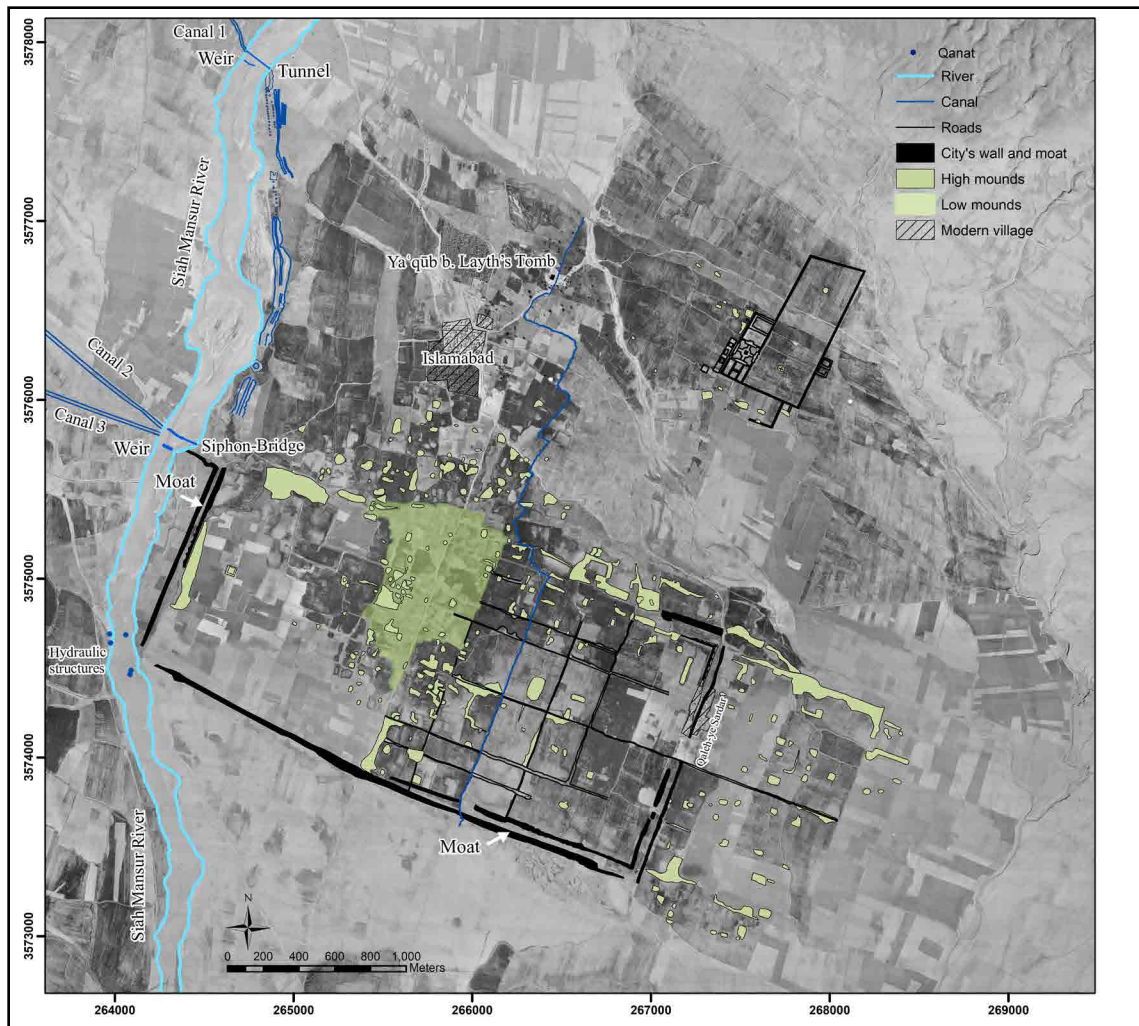 Canal 1
Weir
Tunnel
Qanat
River
Canal
Roads
City's wall and moat
High mounds
Low mounds
Modern village
Siah Mansur River
Ya'qūb b. Layth's Tomb
Islamabad
Canal 2
Canal 3
Siphon-Bridge
Weir
Moat
Hydraulic
structures
Qaleh-ye Sardar
Moat
Siah Mansur River
N
0 200 400 600 800 1,000
Meters
3578000
3577000
3576000
3575000
3574000
3573000
264000 265000 266000 267000 268000 269000